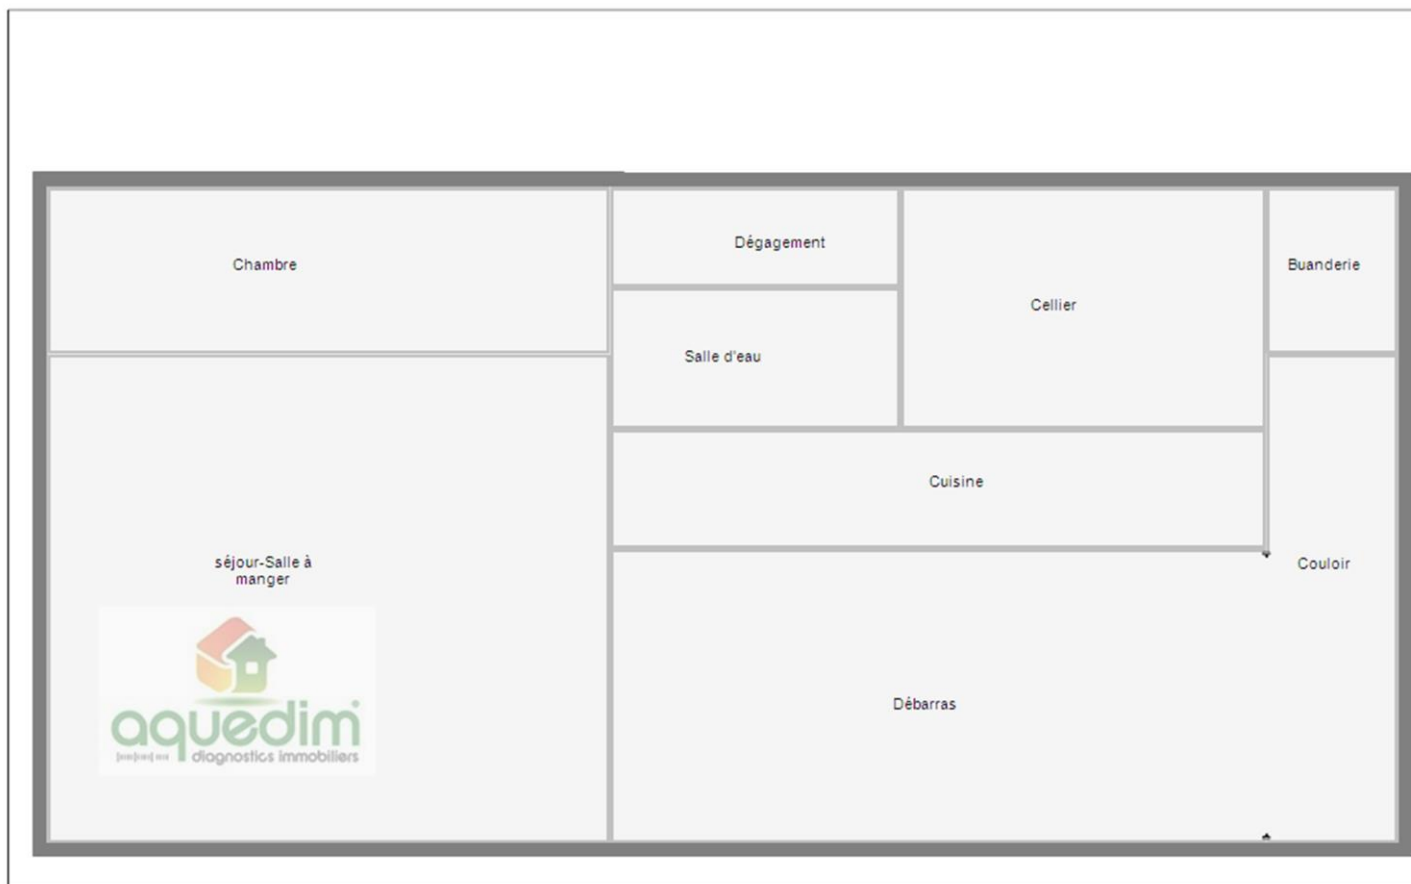 Dégagement
Chambre
Buanderie
Cellier
Salle d'eau
Cuisine
séjour-Salle à
manger
Couloir
Débarras
aquedim
diagnostics immobiliers